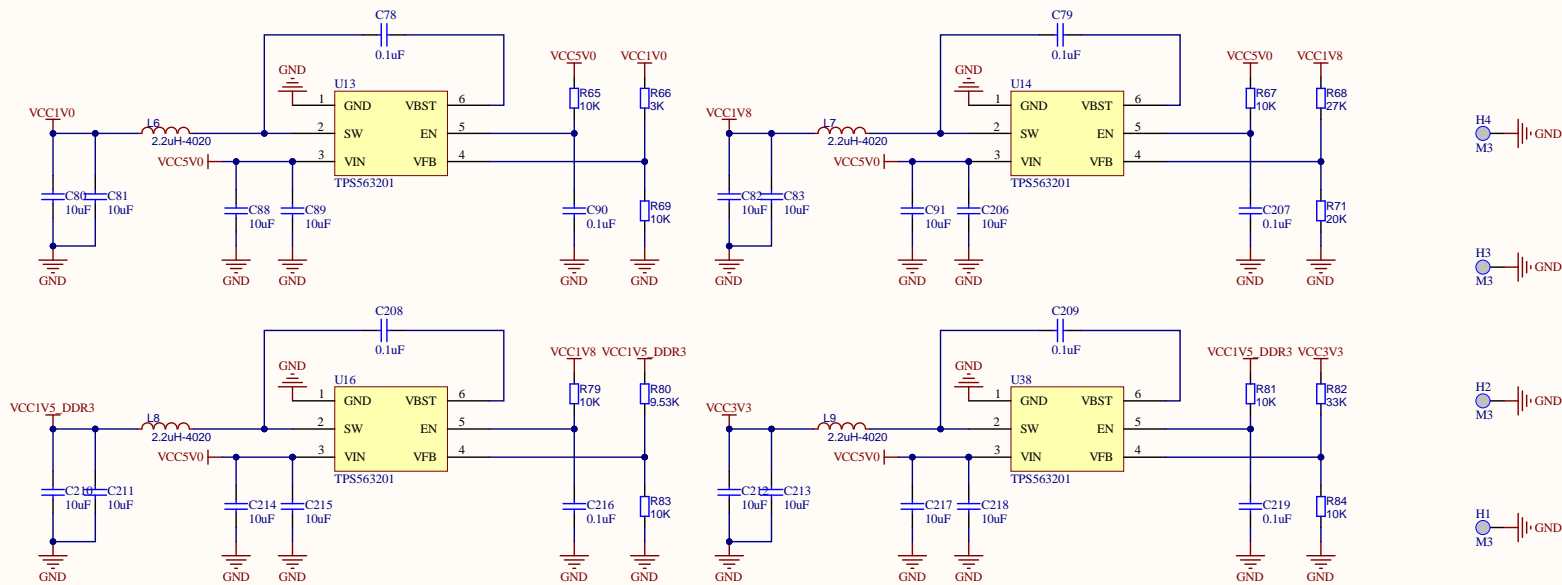 C78
0.1uF
GND
U13
1 GND VBST 6
2 SW EN 5
3 VIN VFB 4
TPS563201
VCC1V0
L6
2.2uH-4020
VCC5V0
C80
10uF
C81
10uF
C88
10uF
C89
10uF
GND
GND
GND
VCC5V0
R65
10K
VCC1V0
R66
3K
C90
0.1uF
R69
10K
GND
GND
C79
0.1uF
GND
U14
1 GND VBST 6
2 SW EN 5
3 VIN VFB 4
TPS563201
VCC1V8
L7
2.2uH-4020
VCC5V0
C82
10uF
C83
10uF
C91
10uF
C206
10uF
GND
GND
GND
VCC5V0
R67
10K
VCC1V8
R68
27K
C207
0.1uF
R71
20K
GND
GND
H4
M3
GND
H3
M3
GND
C208
0.1uF
GND
U16
1 GND VBST 6
2 SW EN 5
3 VIN VFB 4
TPS563201
VCC1V5_DDR3
L8
2.2uH-4020
VCC5V0
C210
10uF
C211
10uF
C214
10uF
C215
10uF
GND
GND
GND
VCC1V8
R79
10K
VCC1V5_DDR3
R80
9.53K
C216
0.1uF
R83
10K
GND
GND
C209
0.1uF
GND
U38
1 GND VBST 6
2 SW EN 5
3 VIN VFB 4
TPS563201
VCC3V3
L9
2.2uH-4020
VCC5V0
C212
10uF
C213
10uF
C217
10uF
C218
10uF
GND
GND
GND
VCC1V5_DDR3
R81
10K
VCC3V3
R82
33K
C219
0.1uF
R84
10K
GND
GND
H2
M3
GND
H1
M3
GND